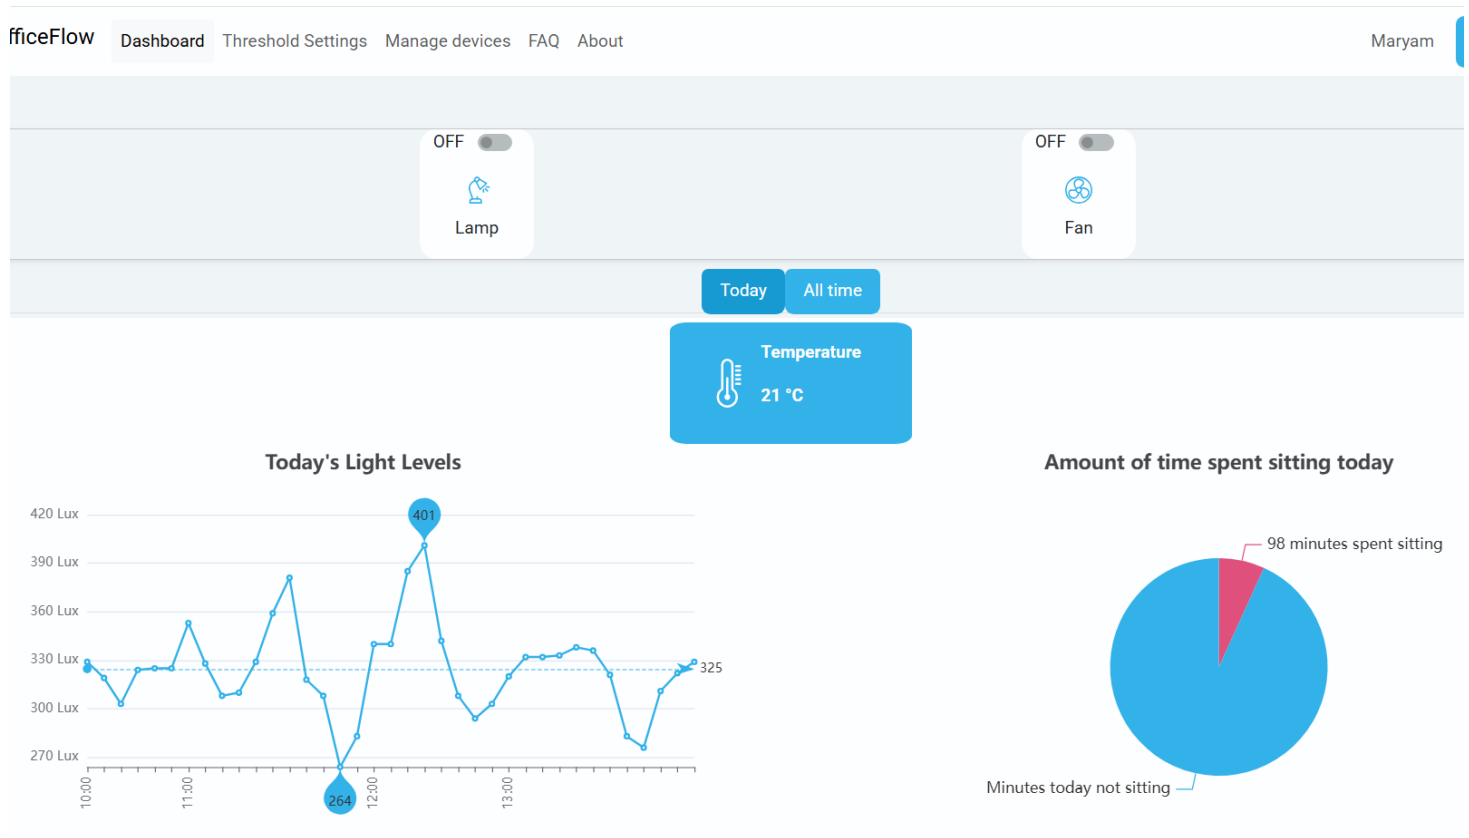 fficeFlow Dashboard Threshold Settings Manage devices FAQ About Maryam
OFF
Lamp
OFF
Fan
Today All time
Temperature
21 °C
Today's Light Levels
420 Lux
390 Lux
360 Lux
330 Lux
300 Lux
270 Lux
401
264
325
10:00
11:00
12:00
13:00
Amount of time spent sitting today
98 minutes spent sitting
Minutes today not sitting